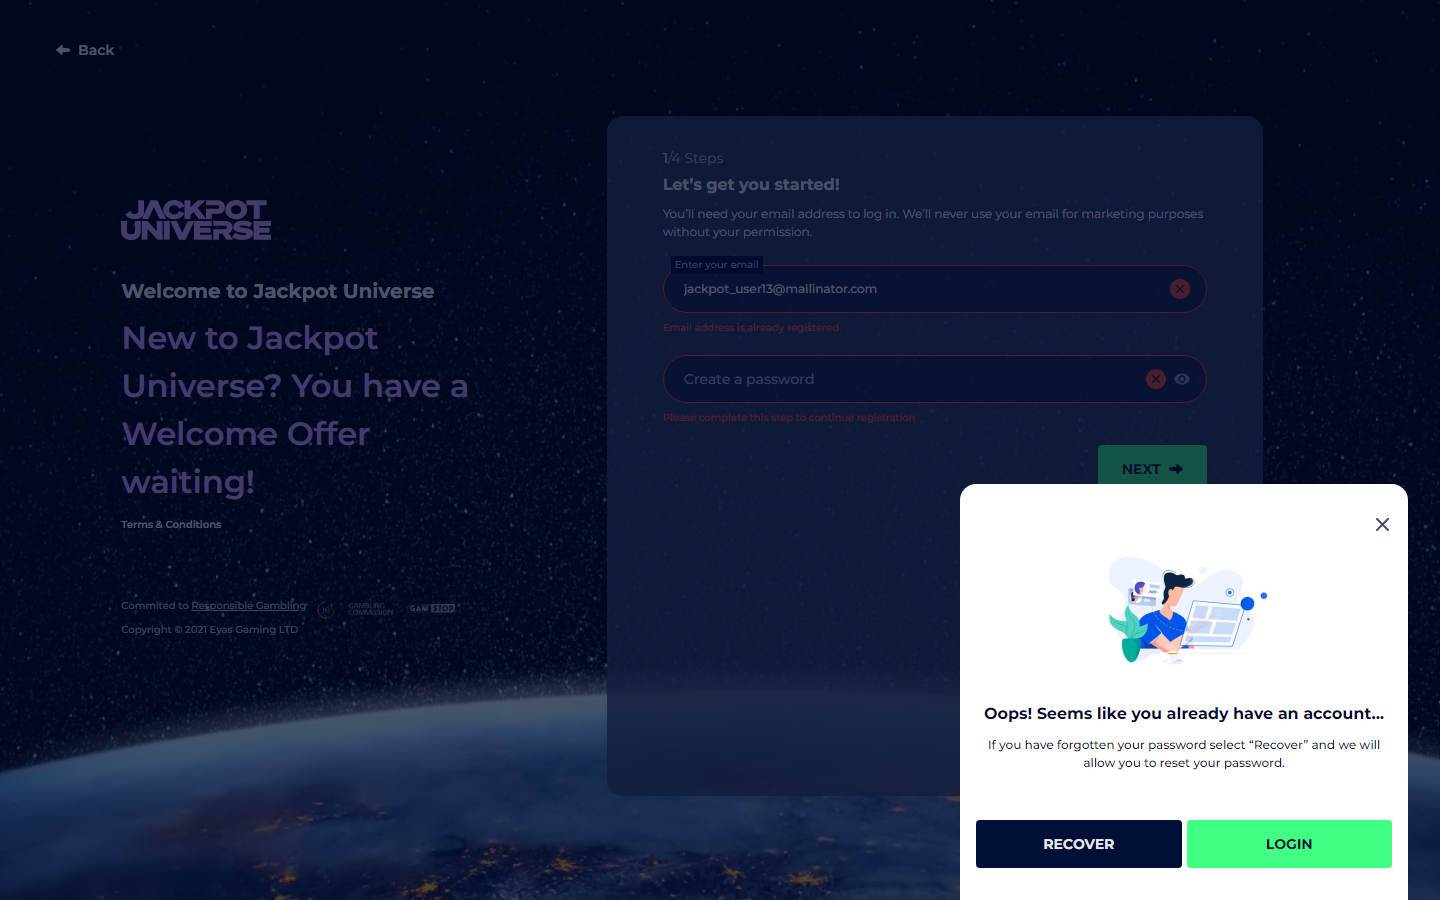 Back
JACKPOT
UNIVERSE
Welcome to Jackpot Universe
New to Jackpot
Universe? You have a
Welcome Offer
waiting!
Terms & Conditions
Commited to Responsible Gambling
18
GAMBLING
COMMISSION
GAMSTOP
Copyright © 2021 Eyas Gaming LTD
1/4 Steps
Let's get you started!
You'll need your email address to log in. We'll never use your email for marketing purposes
without your permission.
Enter your email
jackpot_user13@mailinator.com
Email address is already registered.
Create a password
Please complate this step to continue registration
NEXT
Oops! Seems like you already have an account...
If you have forgotten your password select “Recover” and we will
allow you to reset your password.
RECOVER
LOGIN